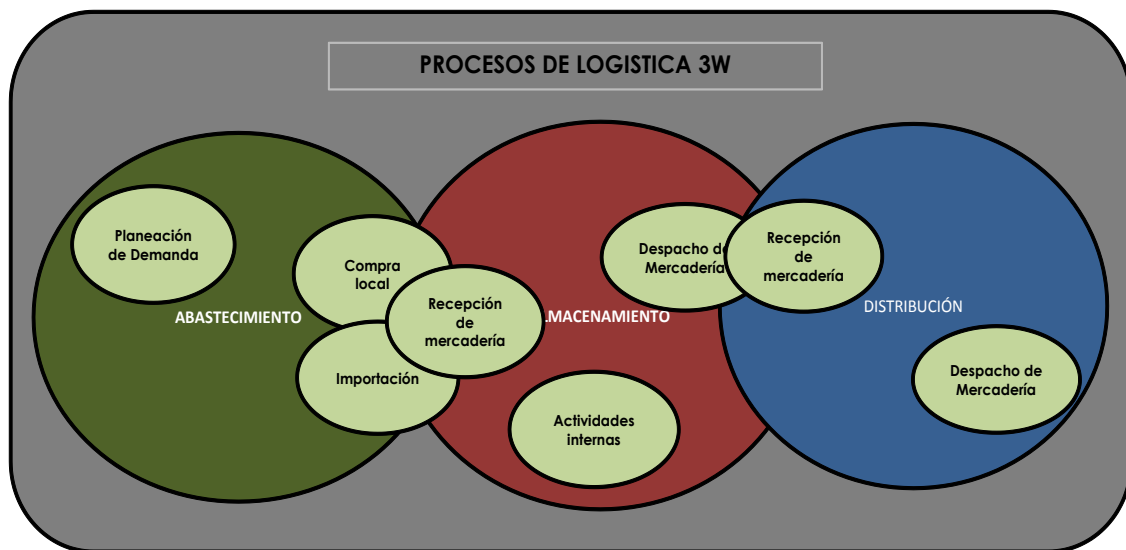 PROCESOS DE LOGISTICA 3W
Planeación
de Demanda
Compra
local
ABASTECIMIENTO
Importación
Recepción
de
mercadería
LMACENAMIENTO
Actividades
internas
Despacho de
Mercadería
Recepción
de
mercadería
DISTRIBUCIÓN
Despacho de
Mercadería